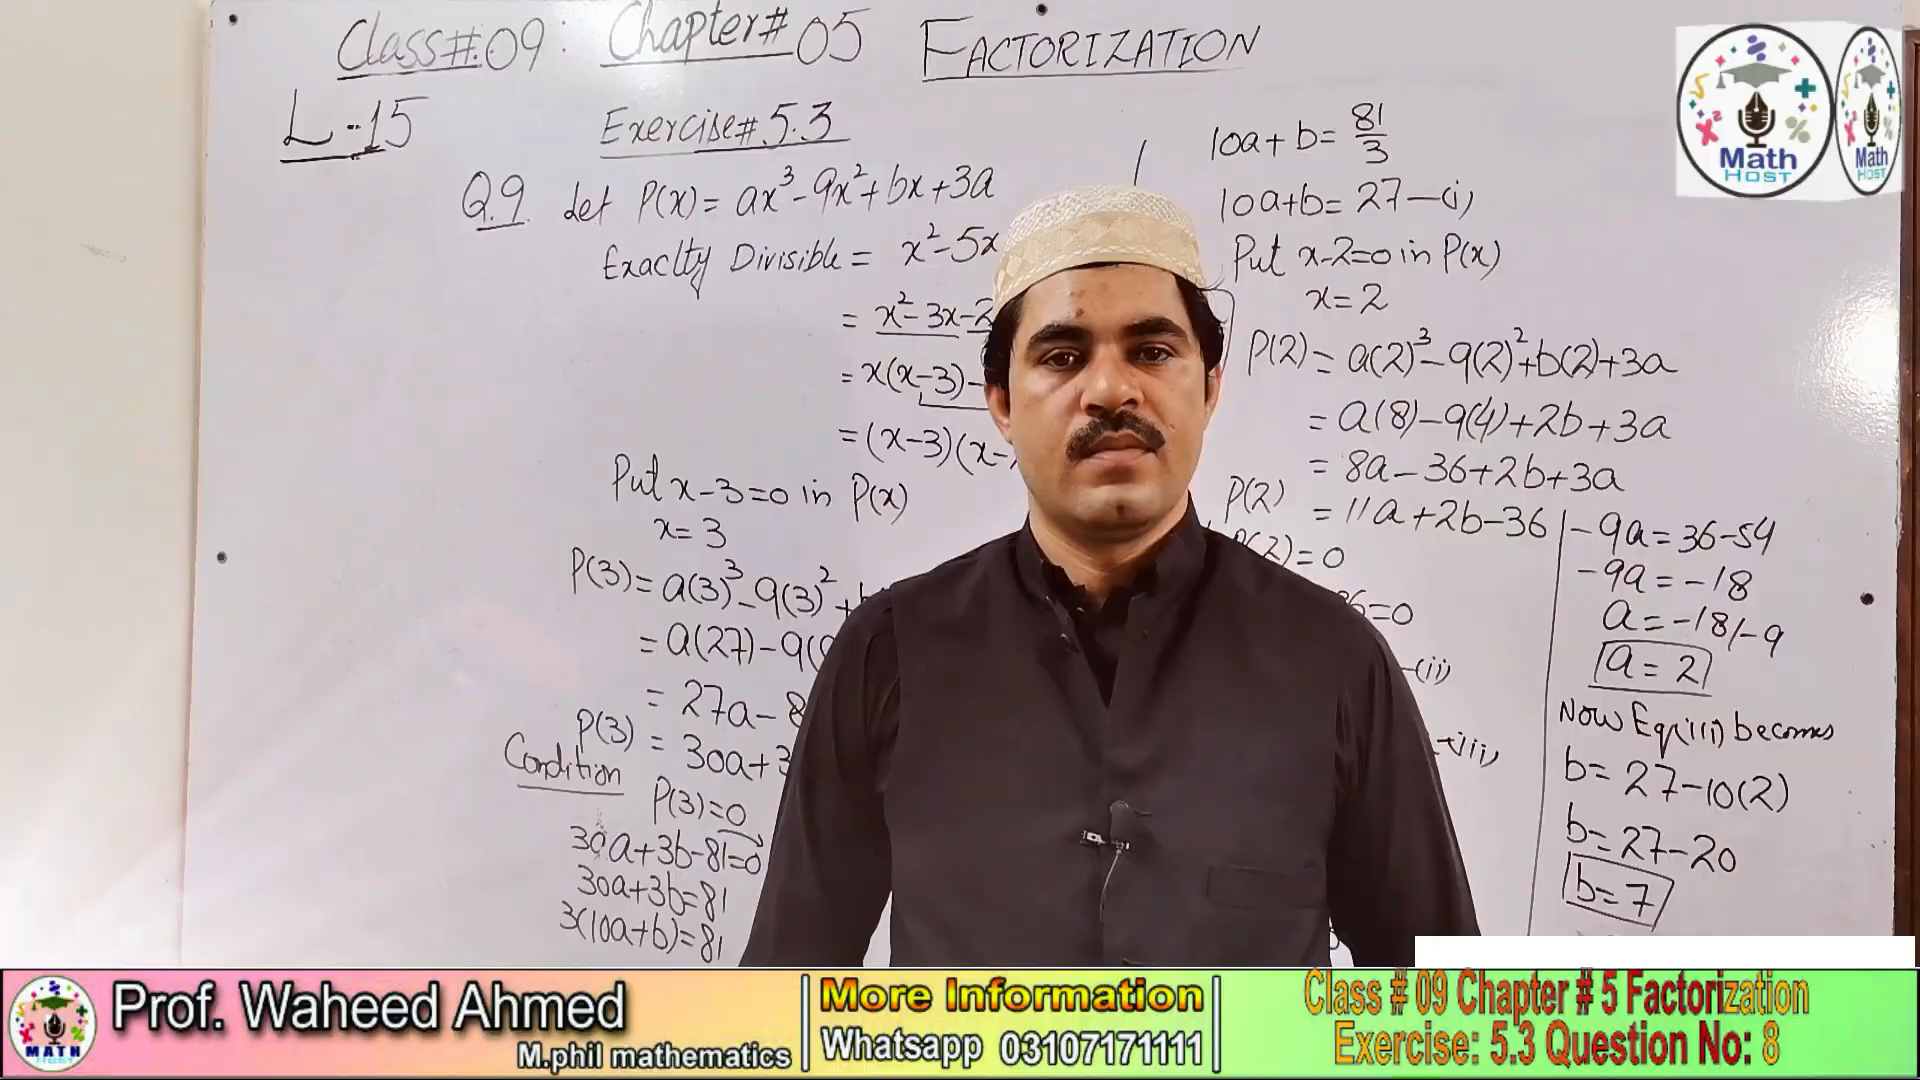 Class#:09: Chapter# 05 FACTORIZATION
L-15
Exercise#.5.3
Q.9 Let P(x)= ax³-9x²+bx+3a
Exaclty Divisible = x²-5x
= x²-3x-2
= x(x-3)-
= (x-3)(x-
Put x-3=0 in P(x)
x=3
P(3)= a(3)³-9(3)²+
= a(27)-9(
= 27a-8
P(3) = 30a+3
Condition
P(3)=0
30a+3b-81=0
30a+3b=81
3(10a+b)=81
10a+b= 81/3
10a+b= 27-(i)
Put x-2=0 in P(x)
x=2
P(2)= a(2)³-9(2)²+b(2)+3a
= a(8)-9(4)+2b+3a
= 8a-36+2b+3a
P(2) = 11a+2b-36
P(2)=0
6=0
-(ii)
-(iii)
-9a=36-54
-9a=-18
a=-18/-9
a=2
Now Eq(iii) becomes
b=27-10(2)
b=27-20
b=7
Math
HOST
Math
HOST
MATH
HOST
Prof. Waheed Ahmed
M.phil mathematics
More Information
Whatsapp 03107171111
Class # 09 Chapter # 5 Factorization
Exercise: 5.3 Question No: 8